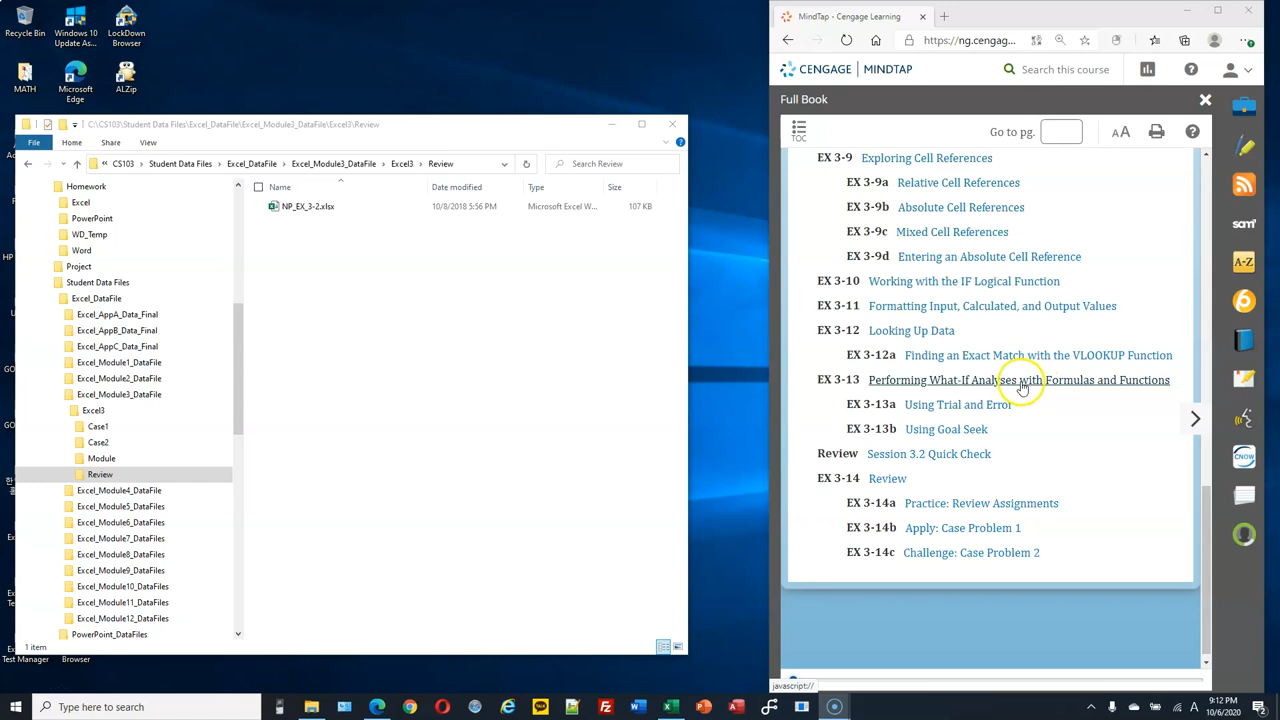 Recycle Bin
Windows 10
Update As...
LockDown
Browser
MATH
Microsoft
Edge
ALZip
C:\CS103\Student Data Files\Excel_DataFile\Excel_Module3_DataFile\Excel3\Review
File
Home
Share
View
CS103
Student Data Files
Excel_DataFile
Excel_Module3_DataFile
Excel3
Review
Search Review
Homework
Excel
PowerPoint
WD_Temp
Word
Project
Student Data Files
Excel_DataFile
Excel_AppA_Data_Final
Excel_AppB_Data_Final
Excel_AppC_Data_Final
Excel_Module1_DataFile
Excel_Module2_DataFile
Excel_Module3_DataFile
Excel3
Case1
Case2
Module
Review
Excel_Module4_DataFile
Excel_Module5_DataFiles
Excel_Module6_DataFiles
Excel_Module7_DataFiles
Excel_Module8_DataFiles
Excel_Module9_DataFiles
Excel_Module10_DataFiles
Excel_Module11_DataFiles
Excel_Module12_DataFiles
PowerPoint_DataFiles
Name
Date modified
Type
Size
NP_EX_3-2.xlsx
10/8/2018 5:56 PM
Microsoft Excel W...
107 KB
1 item
Test Manager
Browser
MindTap - Cengage Learning
https://ng.cengag...
CENGAGE
MINDTAP
Search this course
Full Book
TOC
Go to pg.
AA
EX 3-9 Exploring Cell References
EX 3-9a Relative Cell References
EX 3-9b Absolute Cell References
EX 3-9c Mixed Cell References
EX 3-9d Entering an Absolute Cell Reference
EX 3-10 Working with the IF Logical Function
EX 3-11 Formatting Input, Calculated, and Output Values
EX 3-12 Looking Up Data
EX 3-12a Finding an Exact Match with the VLOOKUP Function
EX 3-13 Performing What-If Analyses with Formulas and Functions
EX 3-13a Using Trial and Error
EX 3-13b Using Goal Seek
Review Session 3.2 Quick Check
EX 3-14 Review
EX 3-14a Practice: Review Assignments
EX 3-14b Apply: Case Problem 1
EX 3-14c Challenge: Case Problem 2
sam
A-Z
CNOW
javascript://
Type here to search
A
9:12 PM
10/6/2020